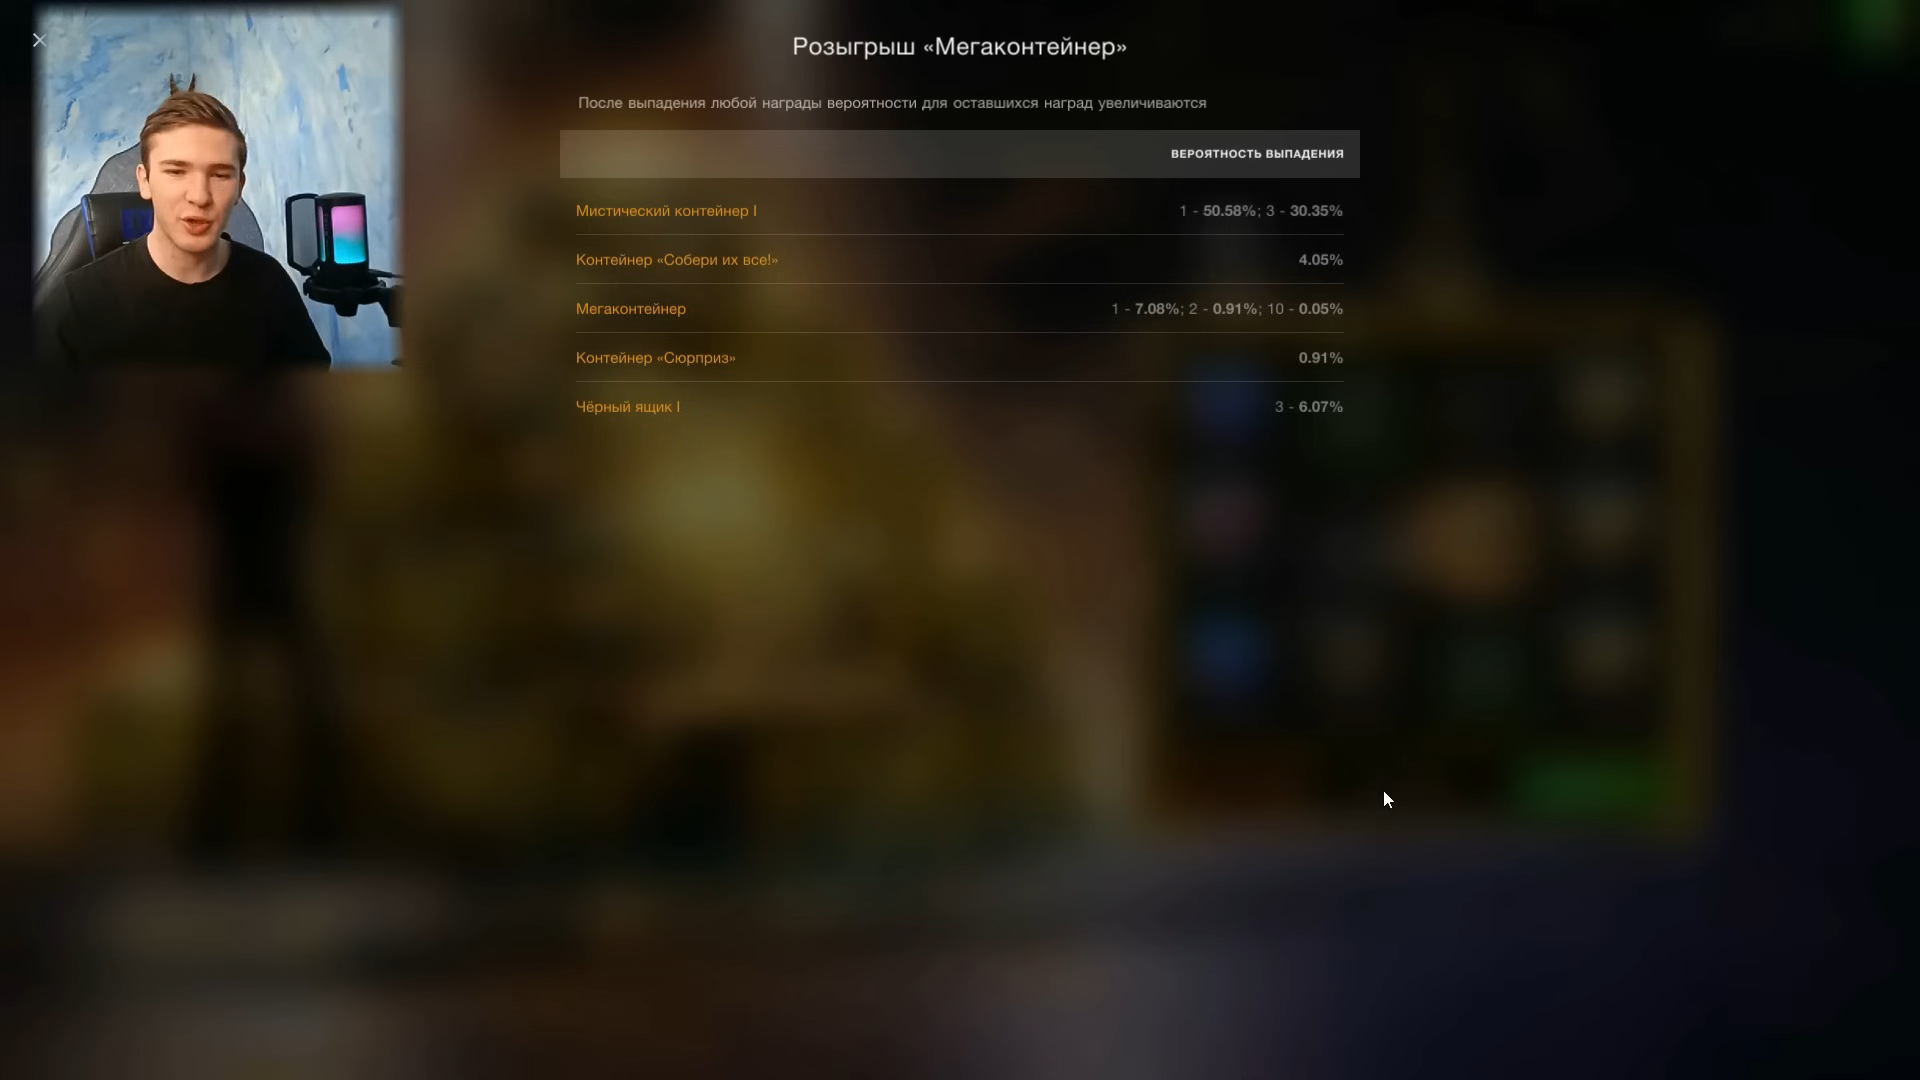 Розыгрыш «Мегаконтейнер»
После выпадения любой награды вероятности для оставшихся наград увеличиваются
ВЕРОЯТНОСТЬ ВЫПАДЕНИЯ
Мистический контейнер I 1 - 50.58%; 3 - 30.35%
Контейнер «Собери их все!» 4.05%
Мегаконтейнер 1 - 7.08%; 2 - 0.91%; 10 - 0.05%
Контейнер «Сюрприз» 0.91%
Чёрный ящик I 3 - 6.07%